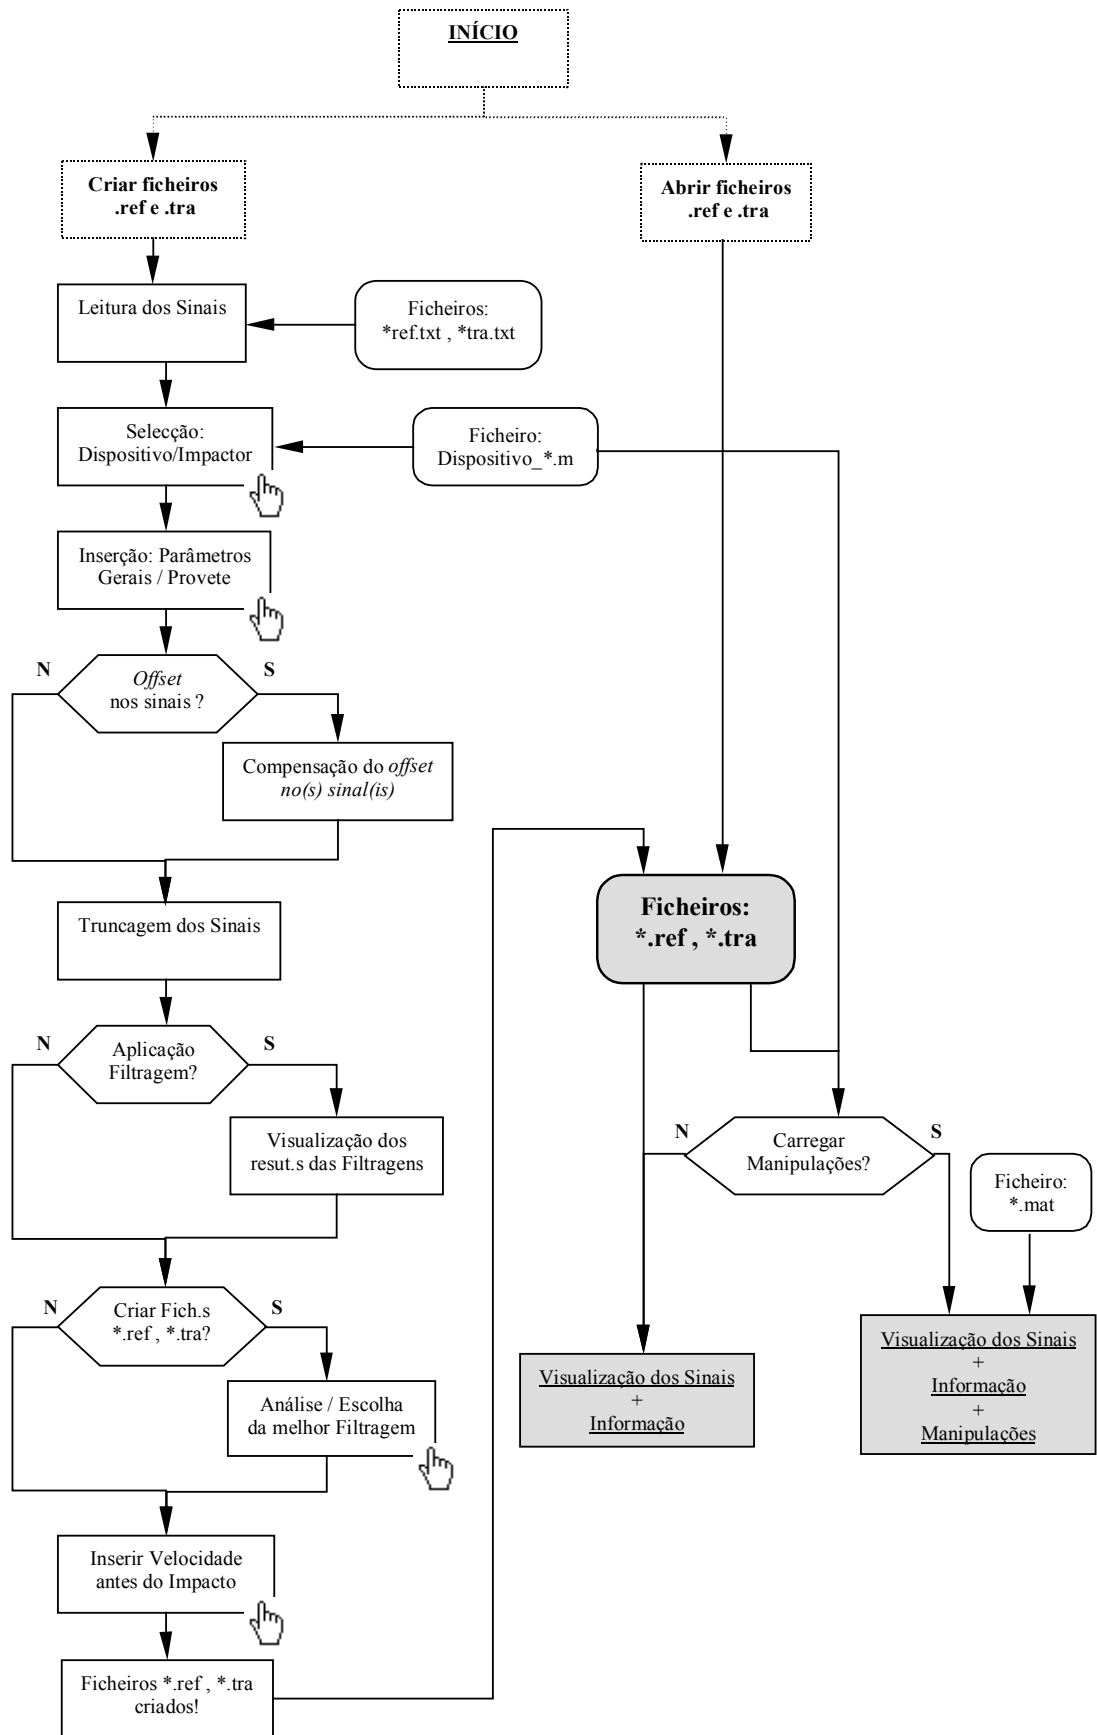 INÍCIO
Criar ficheiros
.ref e .tra
Abrir ficheiros
.ref e .tra
Leitura dos Sinais
Ficheiros:
*ref.txt , *tra.txt
Selecção:
Dispositivo/Impactor
Ficheiro:
Dispositivo_*.m
Inserção: Parâmetros
Gerais / Provete
N
S
Offset
nos sinais ?
Compensação do offset
no(s) sinal(is)
Truncagem dos Sinais
Ficheiros:
*.ref , *.tra
N
S
Aplicação
Filtragem?
Visualização dos
resut.s das Filtragens
N
S
Carregar
Manipulações?
Ficheiro:
*.mat
N
S
Criar Fich.s
*.ref , *.tra?
Análise / Escolha
da melhor Filtragem
Visualização dos Sinais
+
Informação
Visualização dos Sinais
+
Informação
+
Manipulações
Inserir Velocidade
antes do Impacto
Ficheiros *.ref , *.tra
criados!